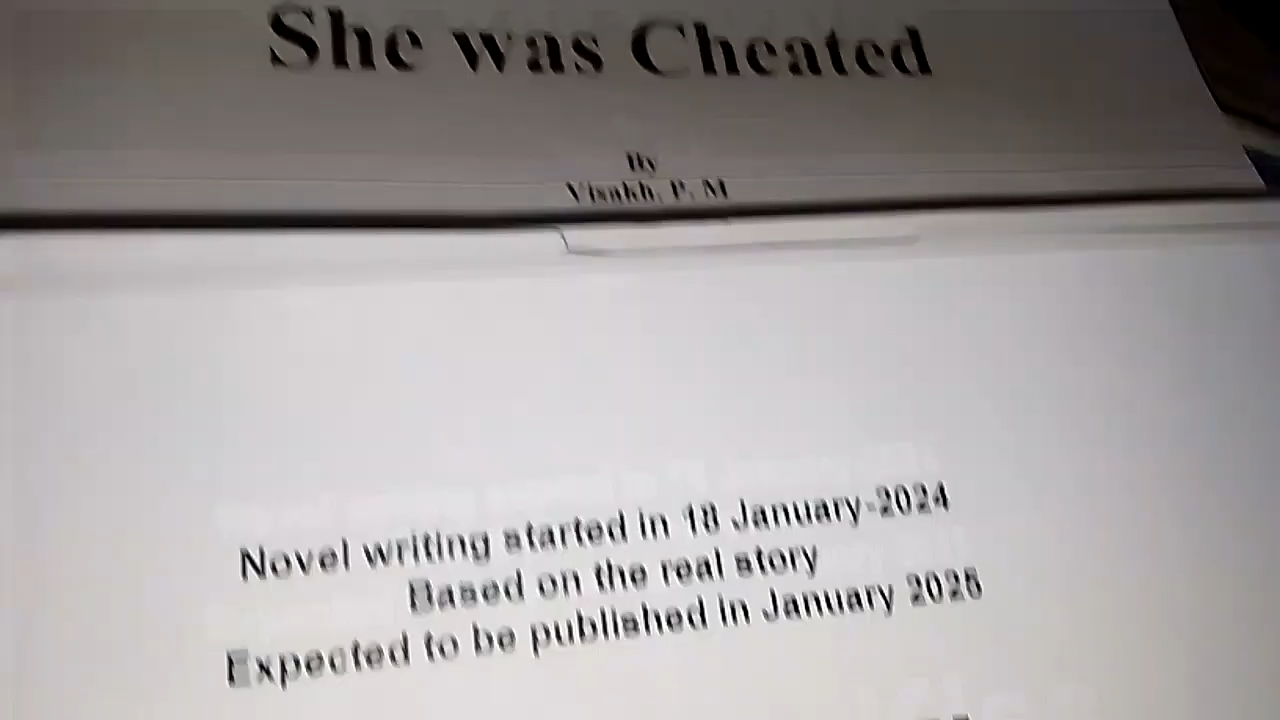 She was Cheated
By
Visakh. P. M
Novel writing started in 18 January-2024
Based on the real story
Expected to be published in January